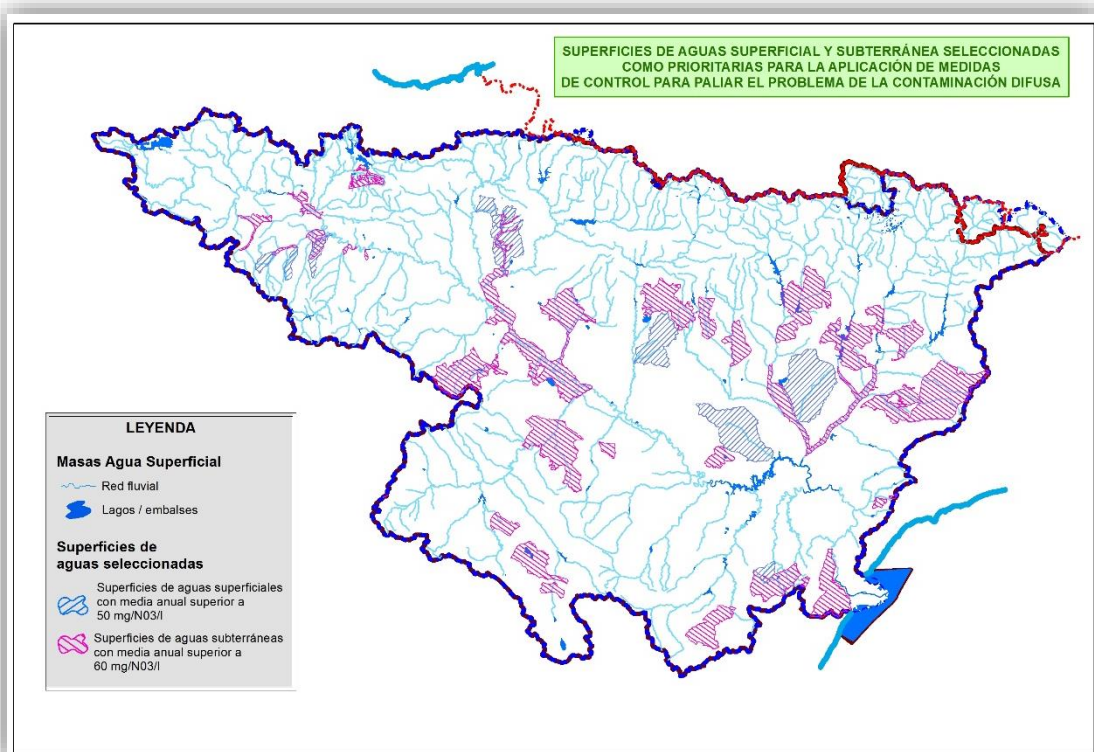 SUPERFICIES DE AGUAS SUPERFICIAL Y SUBTERRÁNEA SELECCIONADAS
COMO PRIORITARIAS PARA LA APLICACIÓN DE MEDIDAS
DE CONTROL PARA PALIAR EL PROBLEMA DE LA CONTAMINACIÓN DIFUSA
LEYENDA
Masas Agua Superficial
Red fluvial
Lagos / embalses
Superficies de
aguas seleccionadas
Superficies de aguas superficiales
con media anual superior a
50 mg/N03/l
Superficies de aguas subterráneas
con media anual superior a
60 mg/N03/l